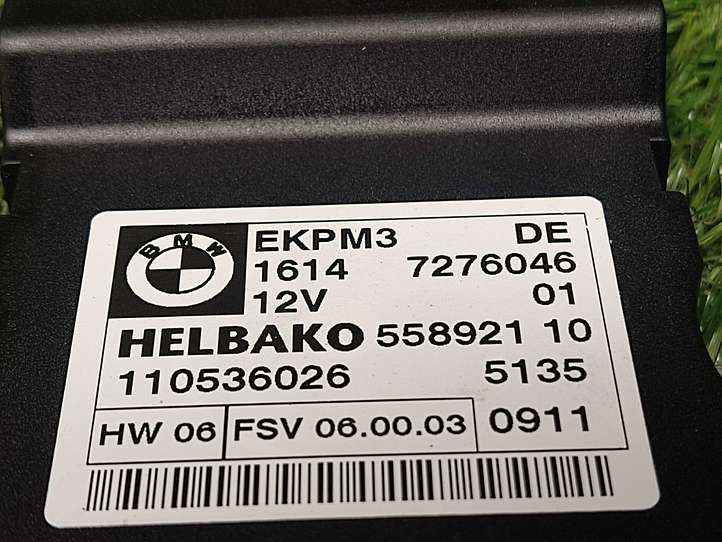 BMW
EKPM3 DE
1614 7276046
12V 01
HELBAKO 558921 10
110536026 5135
HW 06 FSV 06.00.03 0911